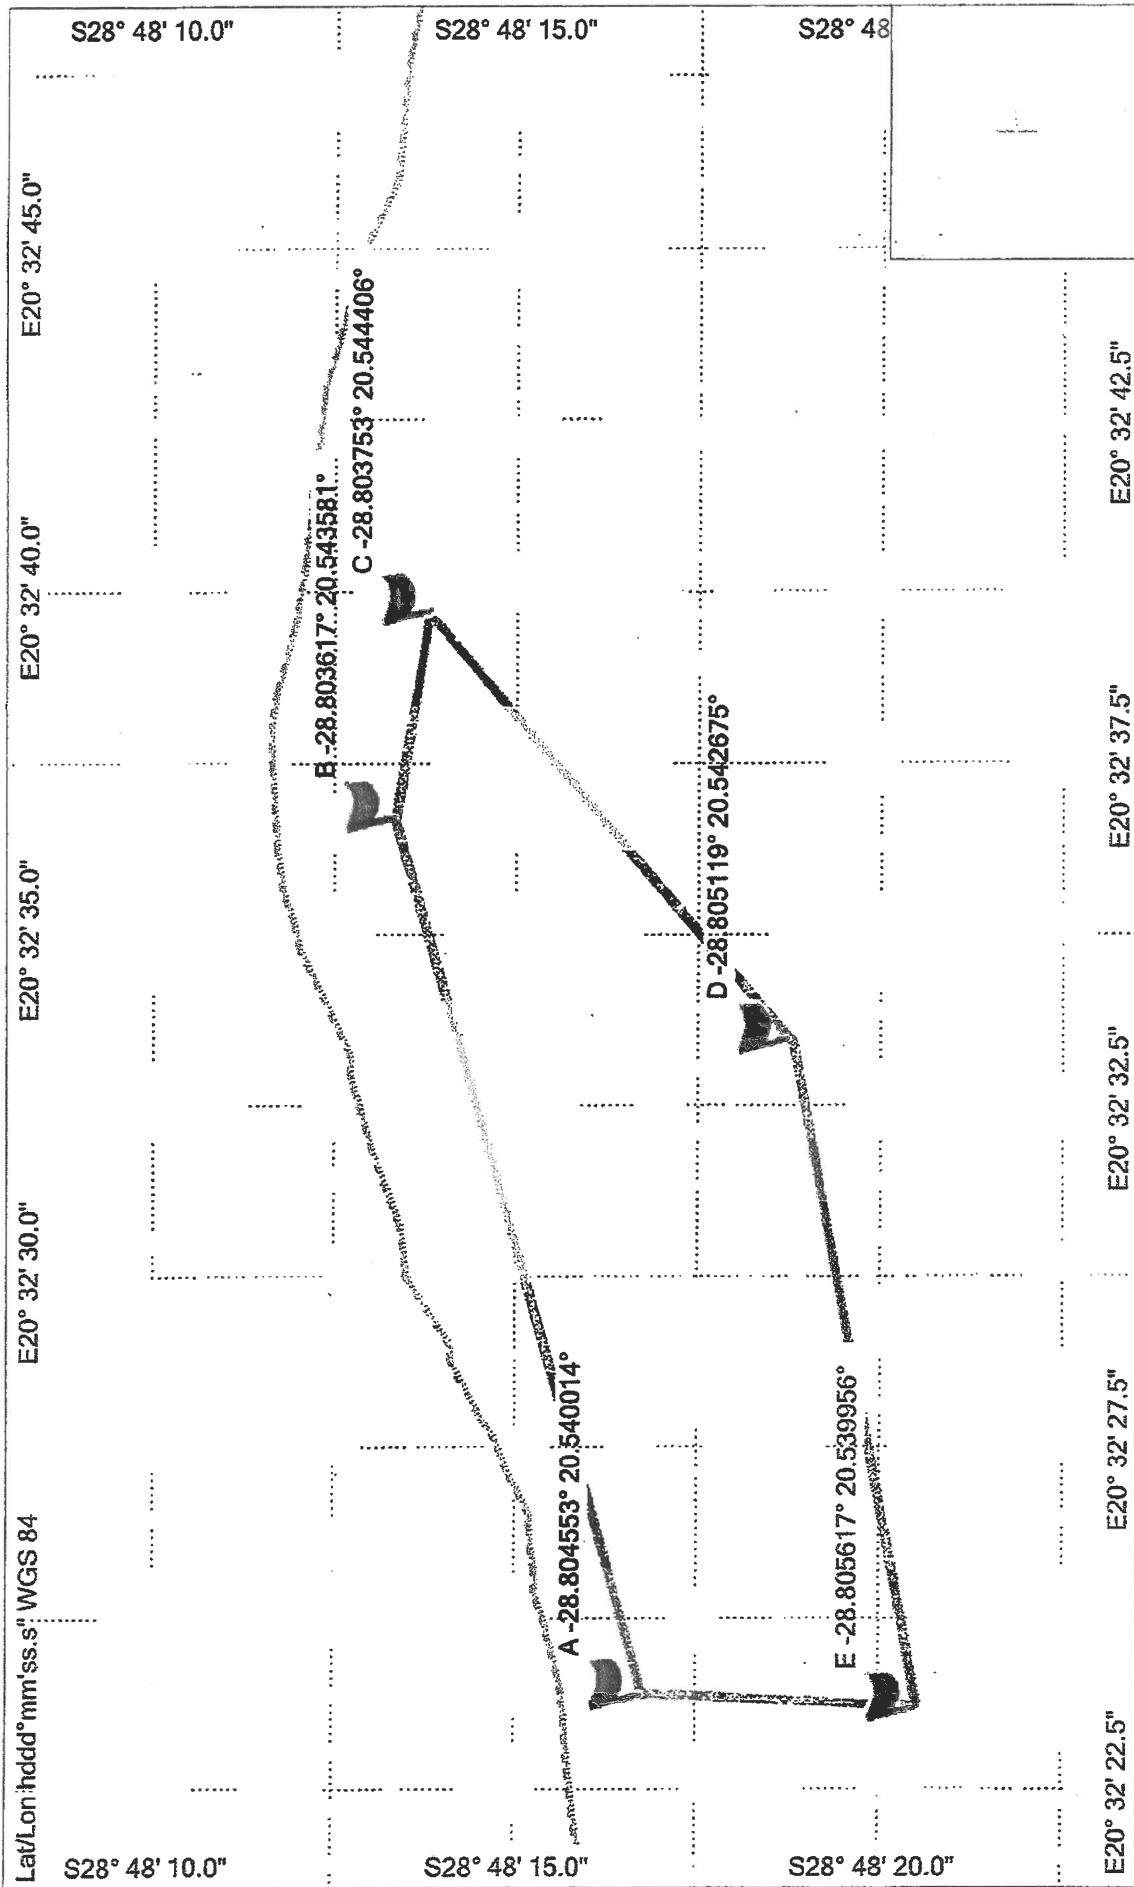 S28° 48' 10.0"
S28° 48' 15.0"
S28° 48
Lat/Lon hddd°mm'ss.s" WGS 84
E20° 32' 30.0"
E20° 32' 35.0"
E20° 32' 40.0"
E20° 32' 45.0"
B -28.803617° 20.543581°
C -28.803753° 20.544406°
A -28.804553° 20.540014°
D -28.805119° 20.542675°
E -28.805617° 20.539956°
E20° 32' 22.5"
E20° 32' 27.5"
E20° 32' 32.5"
E20° 32' 37.5"
E20° 32' 42.5"
S28° 48' 10.0"
S28° 48' 15.0"
S28° 48' 20.0"